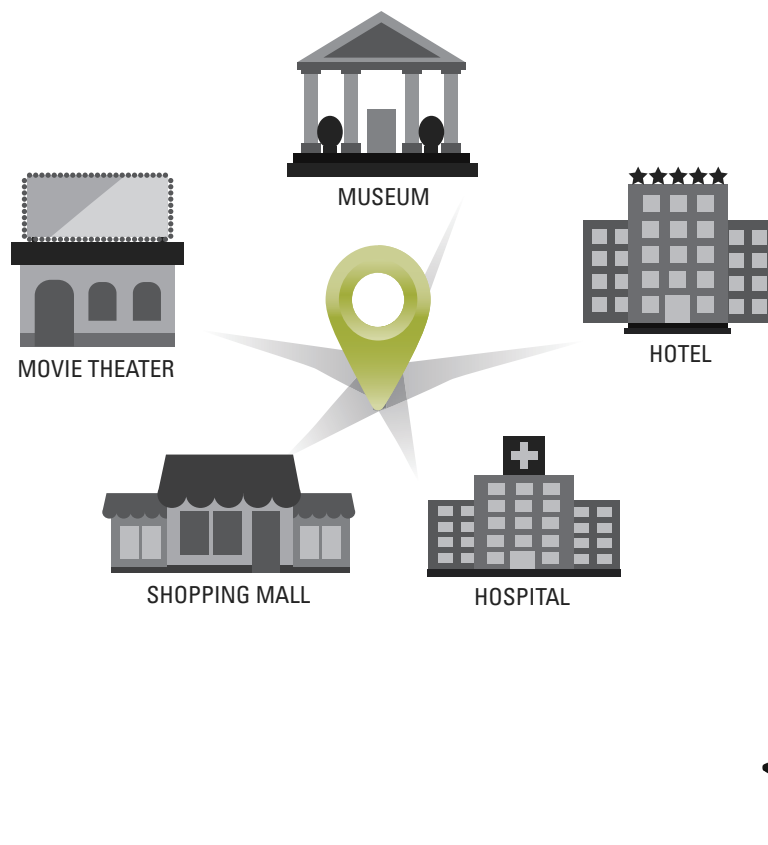 MUSEUM
HOTEL
MOVIE THEATER
SHOPPING MALL
HOSPITAL